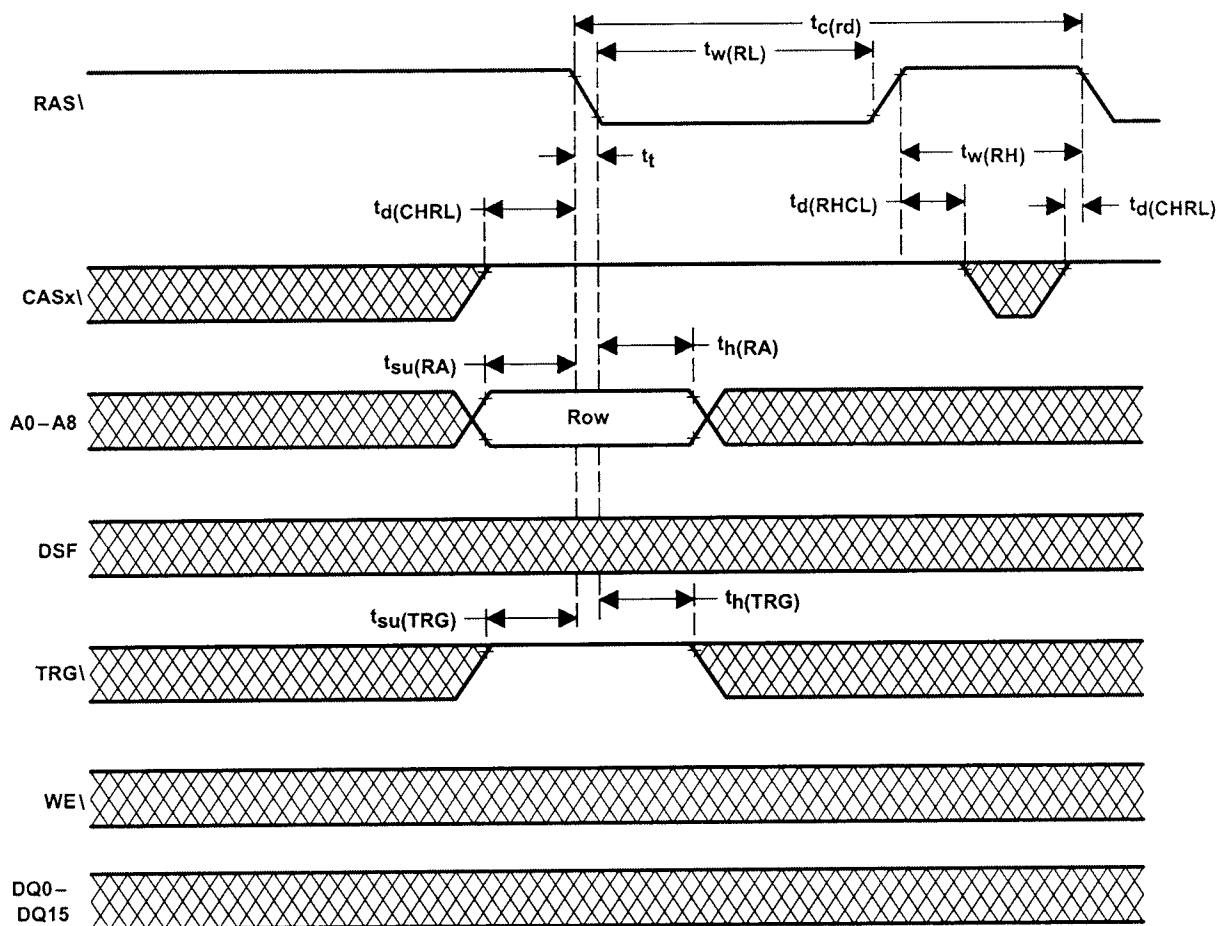 tc(rd)
tw(RL)
RAS\
tt
tw(RH)
td(CHRL)
td(RHCL)
td(CHRL)
CASx\
tsu(RA)
th(RA)
A0–A8
Row
DSF
tsu(TRG)
th(TRG)
TRG\
WE\
DQ0–
DQ15